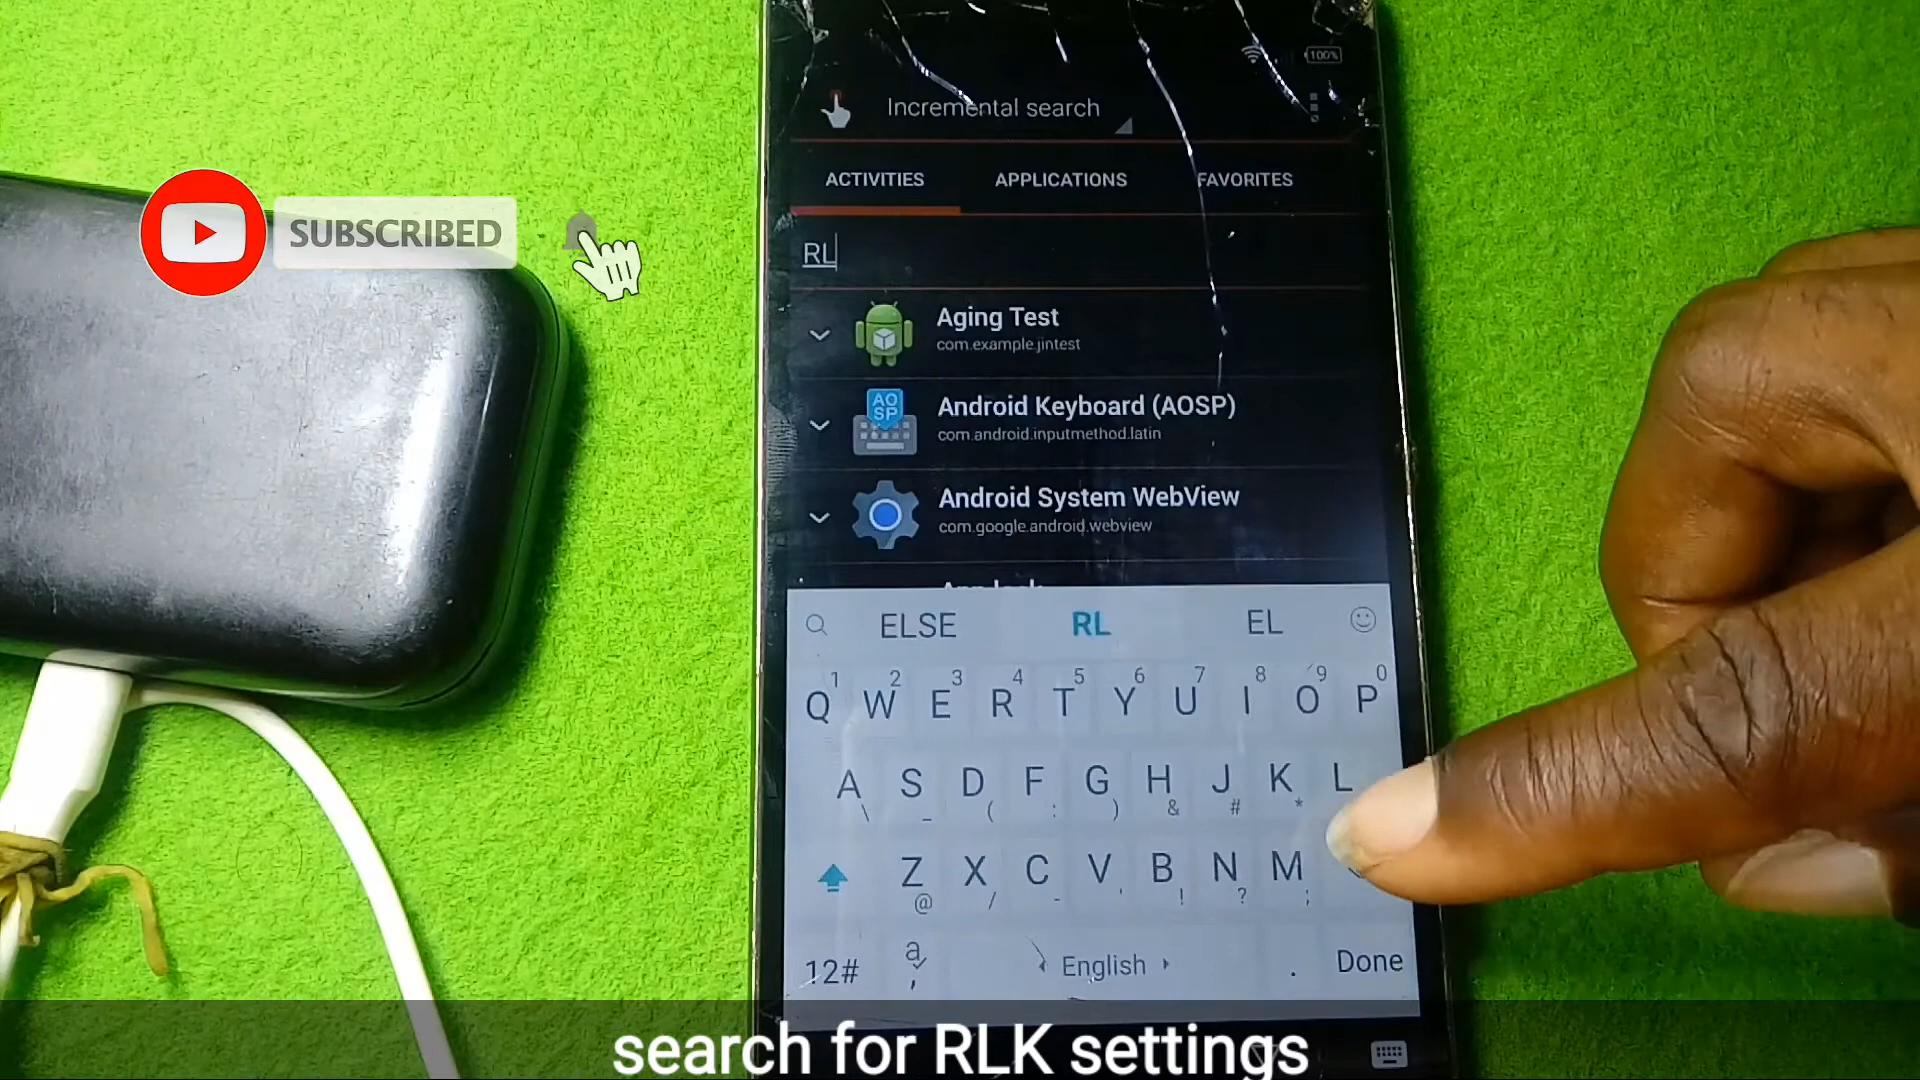 100%
Incremental search
ACTIVITIES APPLICATIONS FAVORITES
SUBSCRIBED
RL
Aging Test
com.example.jintest
Android Keyboard (AOSP)
com.android.inputmethod.latin
AO
SP
Android System WebView
com.google.android.webview
ELSE RL EL
1 2 3 4 5 6 7 8 9 0
Q W E R T Y U I O P
A S D F G H J K L
\ _ ( : ) & # *
Z X C V B N M
@ / - ' ! ? ;
12# a , English . Done
search for RLK settings